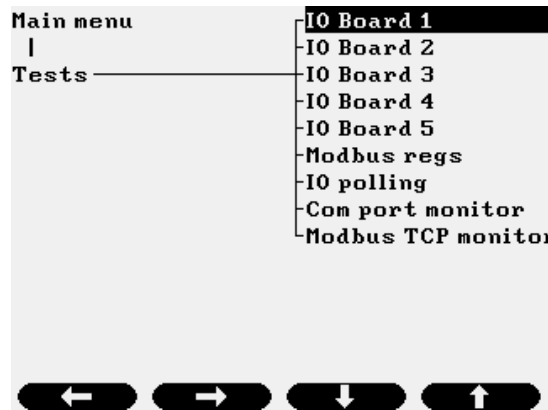 Main menu
Tests
IO Board 1
IO Board 2
IO Board 3
IO Board 4
IO Board 5
Modbus regs
IO polling
Com port monitor
Modbus TCP monitor